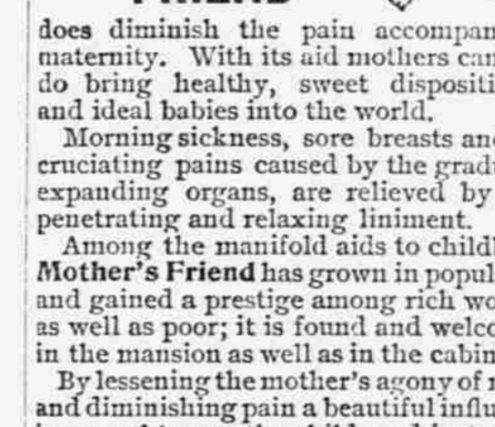 does diminish the pain accompan
maternity. With its aid mothers can
do bring healthy, sweet dispositi
and ideal babies into the world.
Morning sickness, sore breasts and
cruciating pains caused by the gradu
expanding organs, are relieved by
penetrating and relaxing liniment.
Among the manifold aids to childb
Mother's Friend has grown in popul
and gained a prestige among rich wo
as well as poor; it is found and welco
in the mansion as well as in the cabin
By lessening the mother's agony of
and diminishing pain a beautiful influ